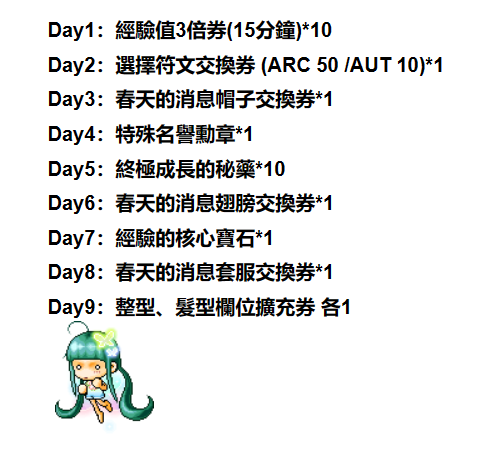 Day1：經驗值3倍券(15分鐘)*10
Day2：選擇符文交換券 (ARC 50 /AUT 10)*1
Day3：春天的消息帽子交換券*1
Day4：特殊名譽勳章*1
Day5：終極成長的秘藥*10
Day6：春天的消息翅膀交換券*1
Day7：經驗的核心寶石*1
Day8：春天的消息套服交換券*1
Day9：整型、髮型欄位擴充券 各1